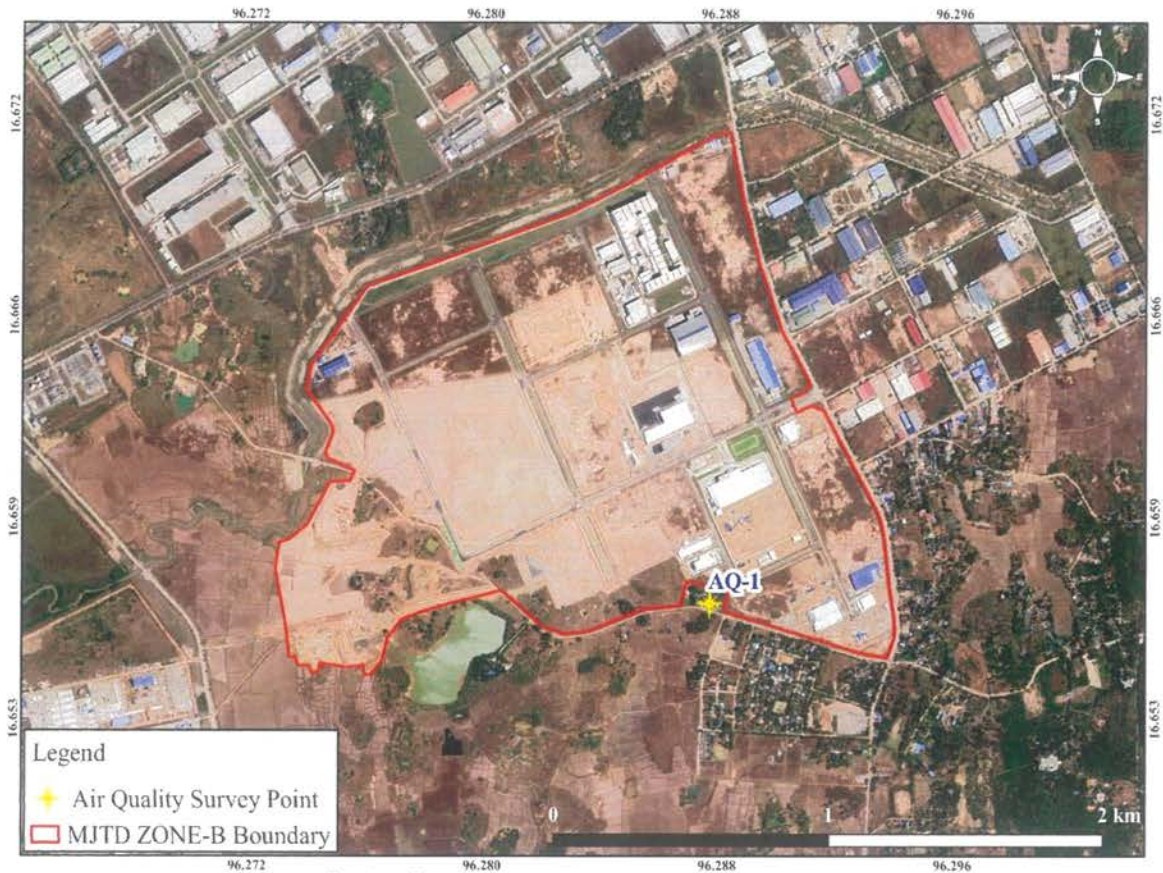 96.272 96.280 96.288 96.296
N
E
S
16.672 16.672
16.666 16.666
16.659 16.659
AQ-1
16.653 16.653
Legend
Air Quality Survey Point
MJTD ZONE-B Boundary
0 1 2 km
96.272 96.280 96.288 96.296